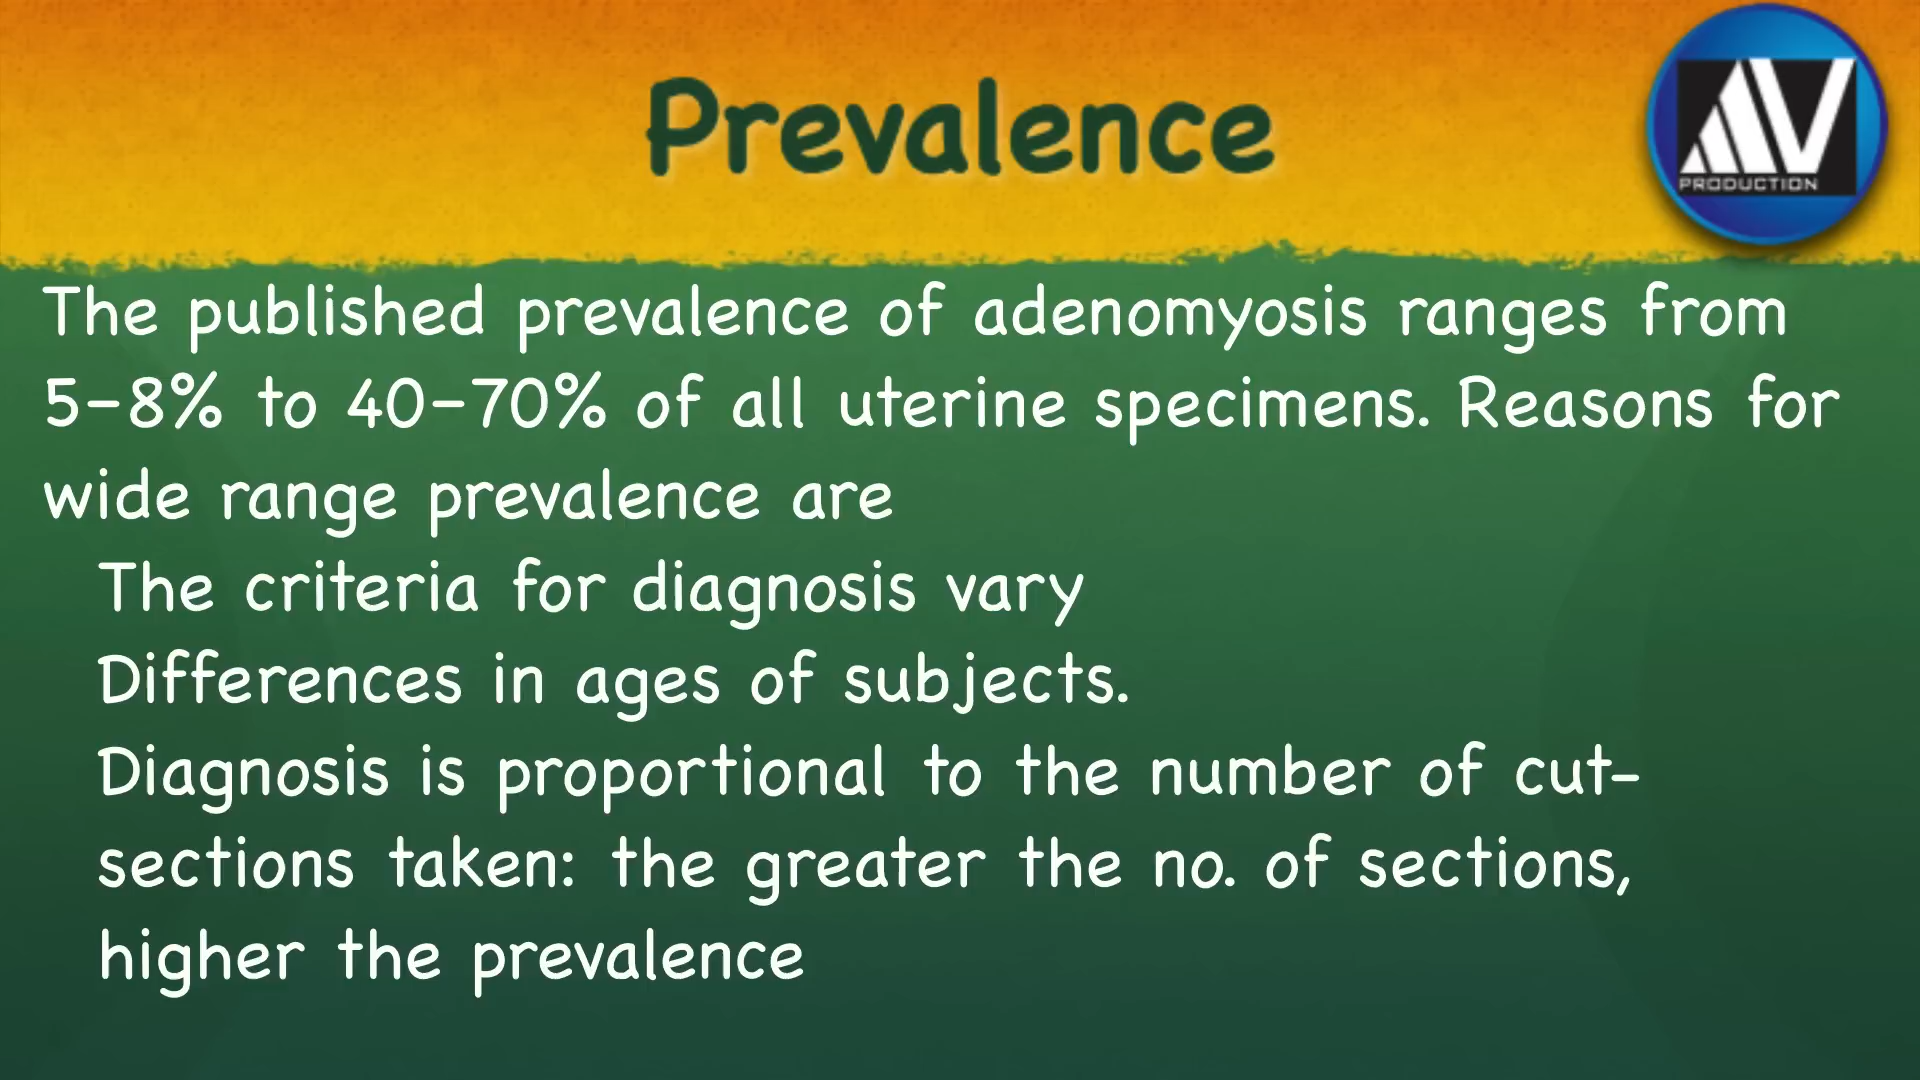 Prevalence
AV
PRODUCTION
The published prevalence of adenomyosis ranges from
5–8% to 40–70% of all uterine specimens. Reasons for
wide range prevalence are
The criteria for diagnosis vary
Differences in ages of subjects.
Diagnosis is proportional to the number of cut-
sections taken: the greater the no. of sections,
higher the prevalence